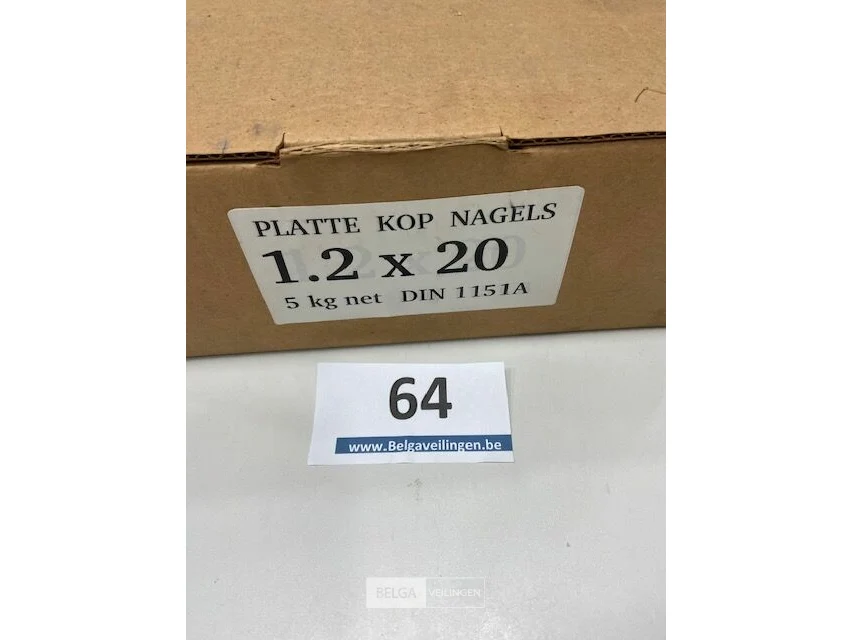 PLATTE KOP NAGELS
1.2 x 20
5 kg net DIN 1151A
64
www.Belgaveilingen.be
BELGA VEILINGEN